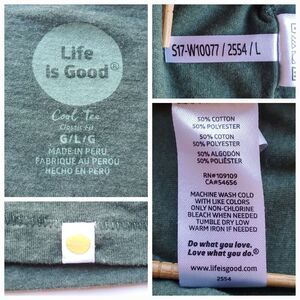 Life
is Good®
Cool Tee
Classic Fit
G/L/G
MADE IN PERU
FABRIQUE AU PEROU
HECHO EN PERÚ
S17-W10077 / 2554 / L
50% COTTON
50% POLYESTER
50% COTON
50% POLYESTER
50% ALGODÓN
50% POLIÉSTER
RN#109109
CA#54656
MACHINE WASH COLD
WITH LIKE COLORS
ONLY NON-CHLORINE
BLEACH WHEN NEEDED
TUMBLE DRY LOW
WARM IRON IF NEEDED
Do what you love.
Love what you do.®
www.lifeisgood.com
2554